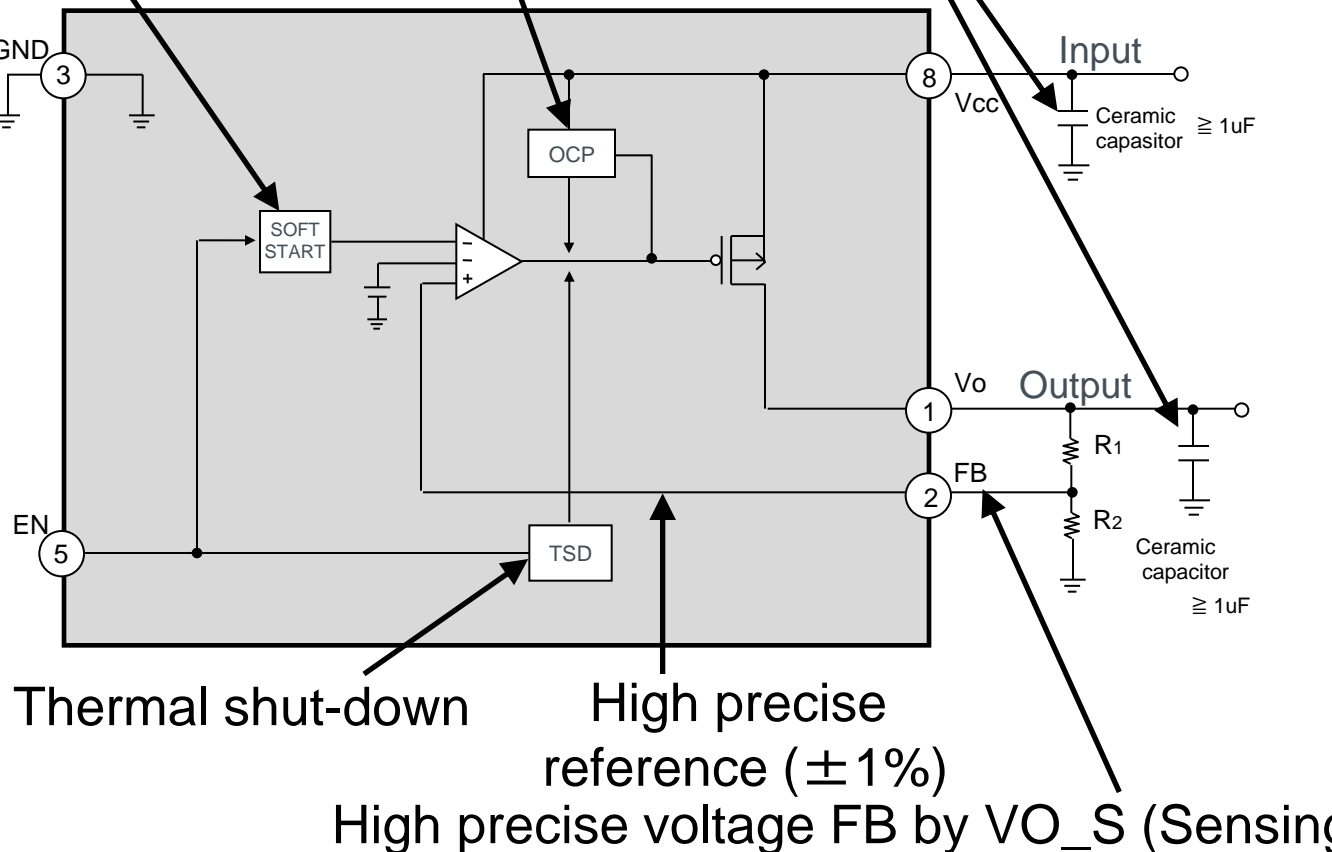 GND
3
8
Input
Vcc
Ceramic
capasitor ≧ 1uF
OCP
SOFT
START
−
−
+
Vo
Output
1
R1
FB
2
R2
EN
5
TSD
Ceramic
capacitor
≧ 1uF
Thermal shut-down
High precise
reference (±1%)
High precise voltage FB by VO_S (Sensing